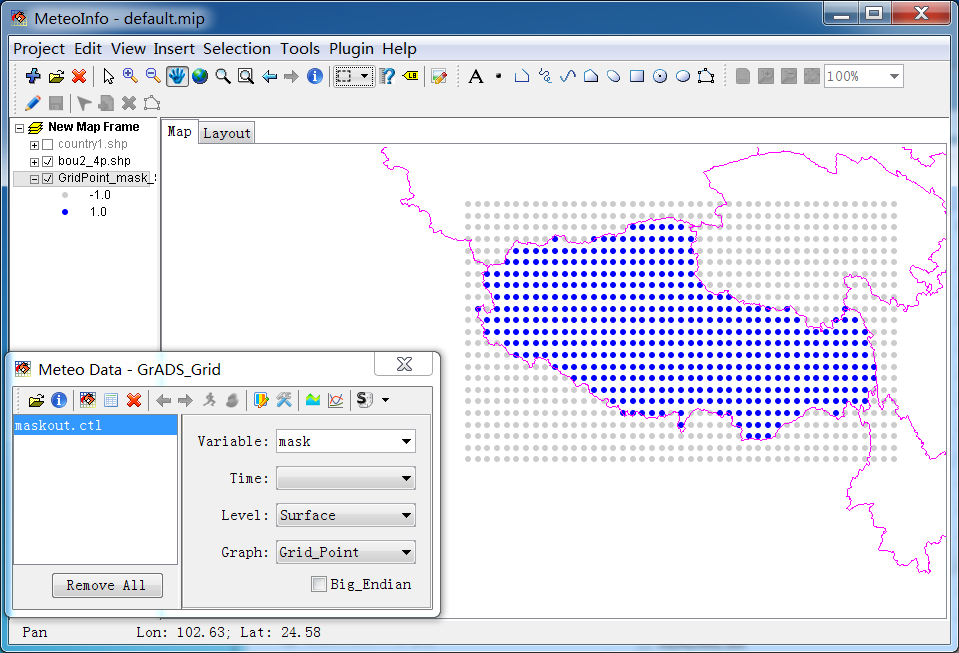 MeteoInfo - default.mip
Project Edit View Insert Selection Tools Plugin Help
100%
New Map Frame
country1.shp
bou2_4p.shp
GridPoint_mask_
-1.0
1.0
Map Layout
Meteo Data - GrADS_Grid
maskout.ctl
Variable: mask
Time:
Level: Surface
Graph: Grid_Point
Big_Endian
Remove All
Pan Lon: 102.63; Lat: 24.58